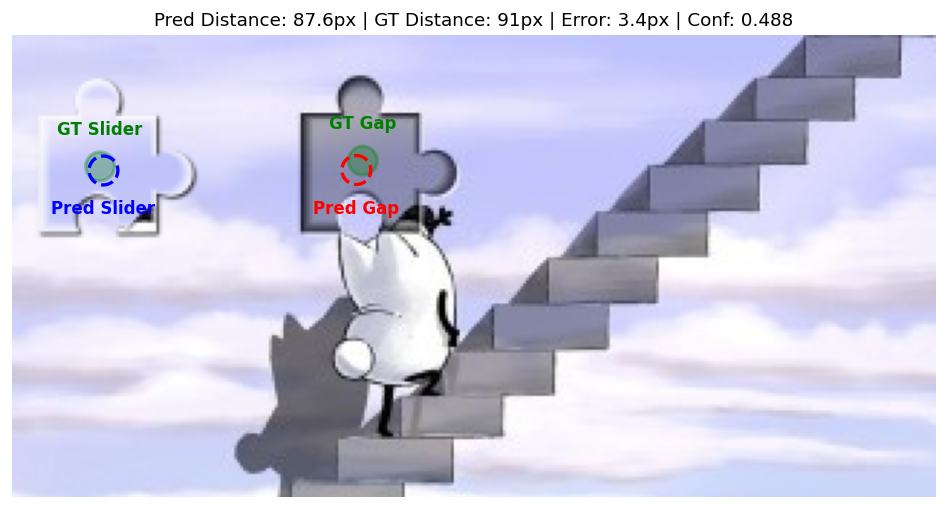 Pred Distance: 87.6px | GT Distance: 91px | Error: 3.4px | Conf: 0.488
GT Slider
GT Gap
Pred Slider
Pred Gap